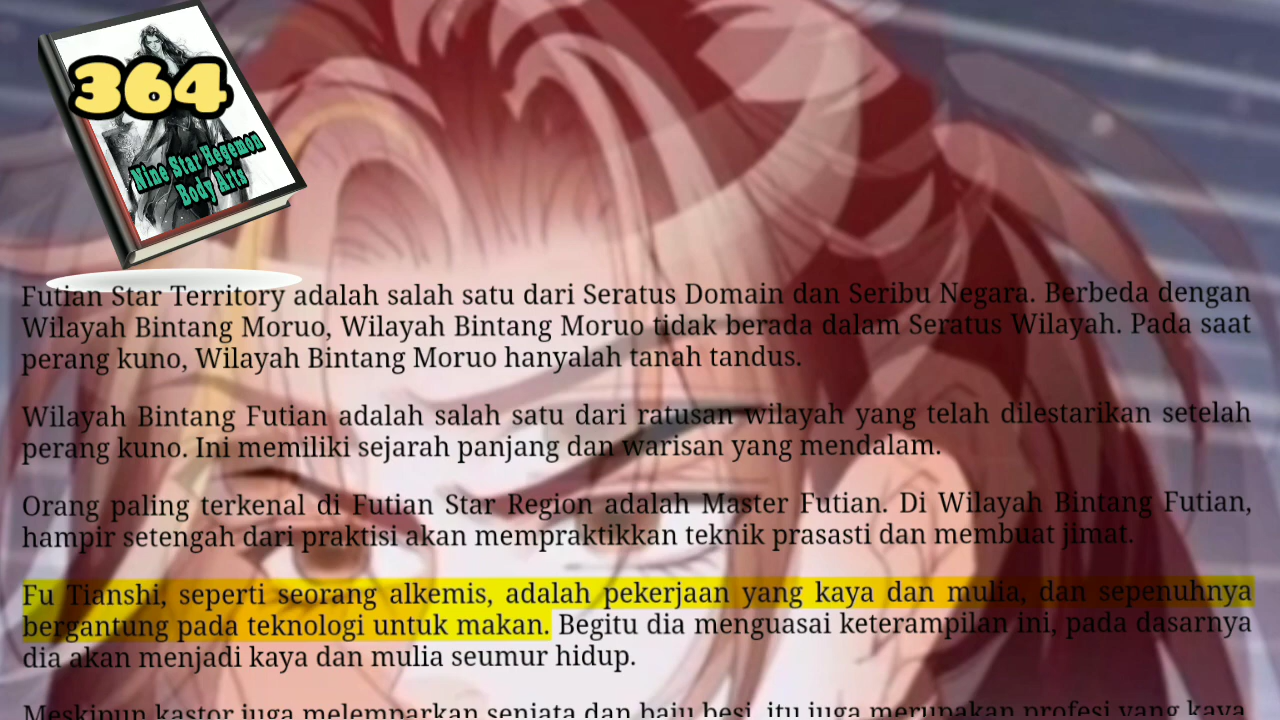 364
Nine Star Hegemon
Body Arts
Futian Star Territory adalah salah satu dari Seratus Domain dan Seribu Negara. Berbeda dengan
Wilayah Bintang Moruo, Wilayah Bintang Moruo tidak berada dalam Seratus Wilayah. Pada saat
perang kuno, Wilayah Bintang Moruo hanyalah tanah tandus.
Wilayah Bintang Futian adalah salah satu dari ratusan wilayah yang telah dilestarikan setelah
perang kuno. Ini memiliki sejarah panjang dan warisan yang mendalam.
Orang paling terkenal di Futian Star Region adalah Master Futian. Di Wilayah Bintang Futian,
hampir setengah dari praktisi akan mempraktikkan teknik prasasti dan membuat jimat.
Fu Tianshi, seperti seorang alkemis, adalah pekerjaan yang kaya dan mulia, dan sepenuhnya
bergantung pada teknologi untuk makan. Begitu dia menguasai keterampilan ini, pada dasarnya
dia akan menjadi kaya dan mulia seumur hidup.
Meskipun kastor juga melemparkan senjata dan baju besi, itu juga merupakan profesi yang kaya